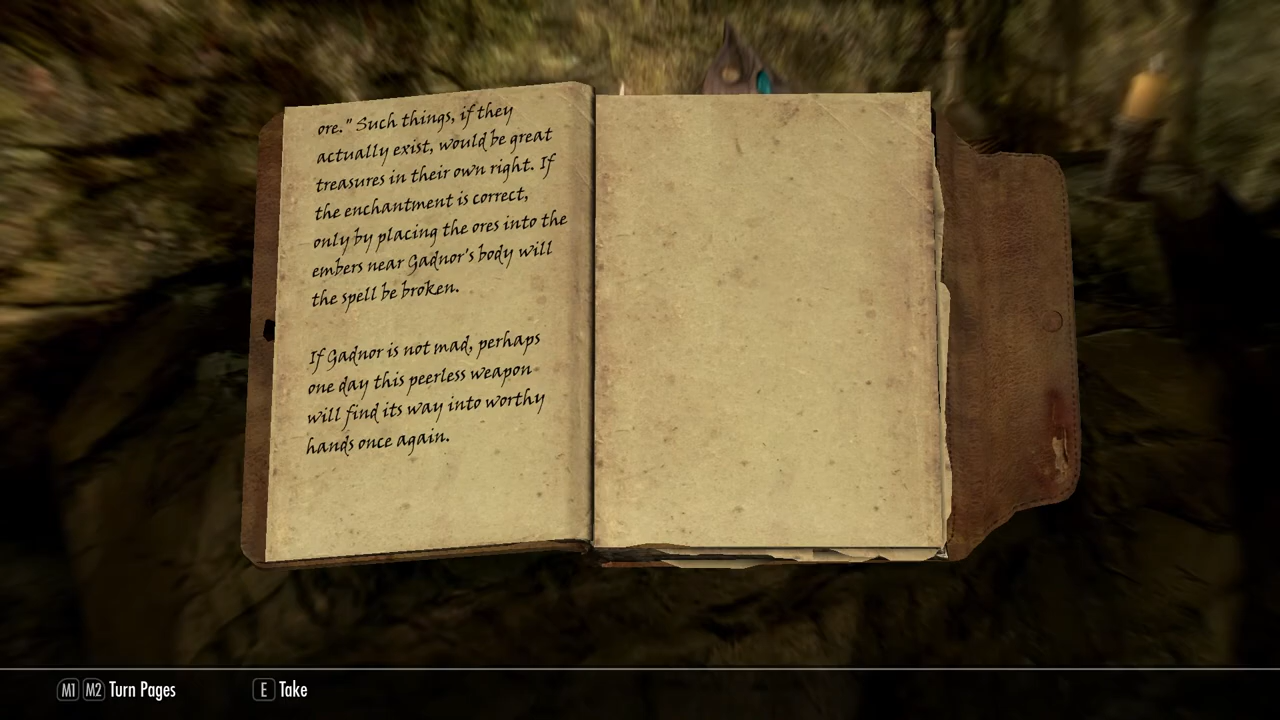 ore." Such things, if they
actually exist, would be great
treasures in their own right. If
the enchantment is correct,
only by placing the ores into the
embers near Gadnor's body will
the spell be broken.
If Gadnor is not mad, perhaps
one day this peerless weapon
will find its way into worthy
hands once again.
M1 M2 Turn Pages
E Take